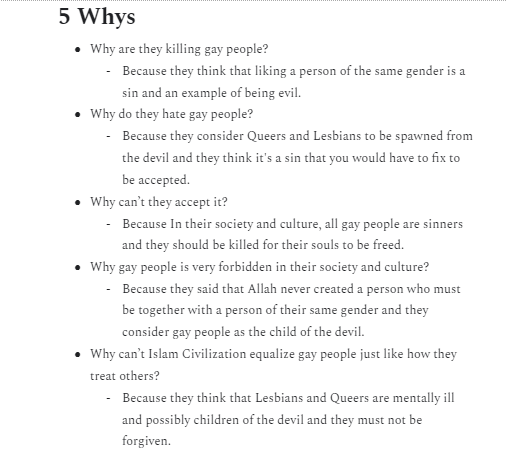 5 Whys
● Why are they killing gay people?
- Because they think that liking a person of the same gender is a
sin and an example of being evil.
● Why do they hate gay people?
- Because they consider Queers and Lesbians to be spawned from
the devil and they think it's a sin that you would have to fix to
be accepted.
● Why can't they accept it?
- Because In their society and culture, all gay people are sinners
and they should be killed for their souls to be freed.
● Why gay people is very forbidden in their society and culture?
- Because they said that Allah never created a person who must
be together with a person of their same gender and they
consider gay people as the child of the devil.
● Why can't Islam Civilization equalize gay people just like how they
treat others?
- Because they think that Lesbians and Queers are mentally ill
and possibly children of the devil and they must not be
forgiven.